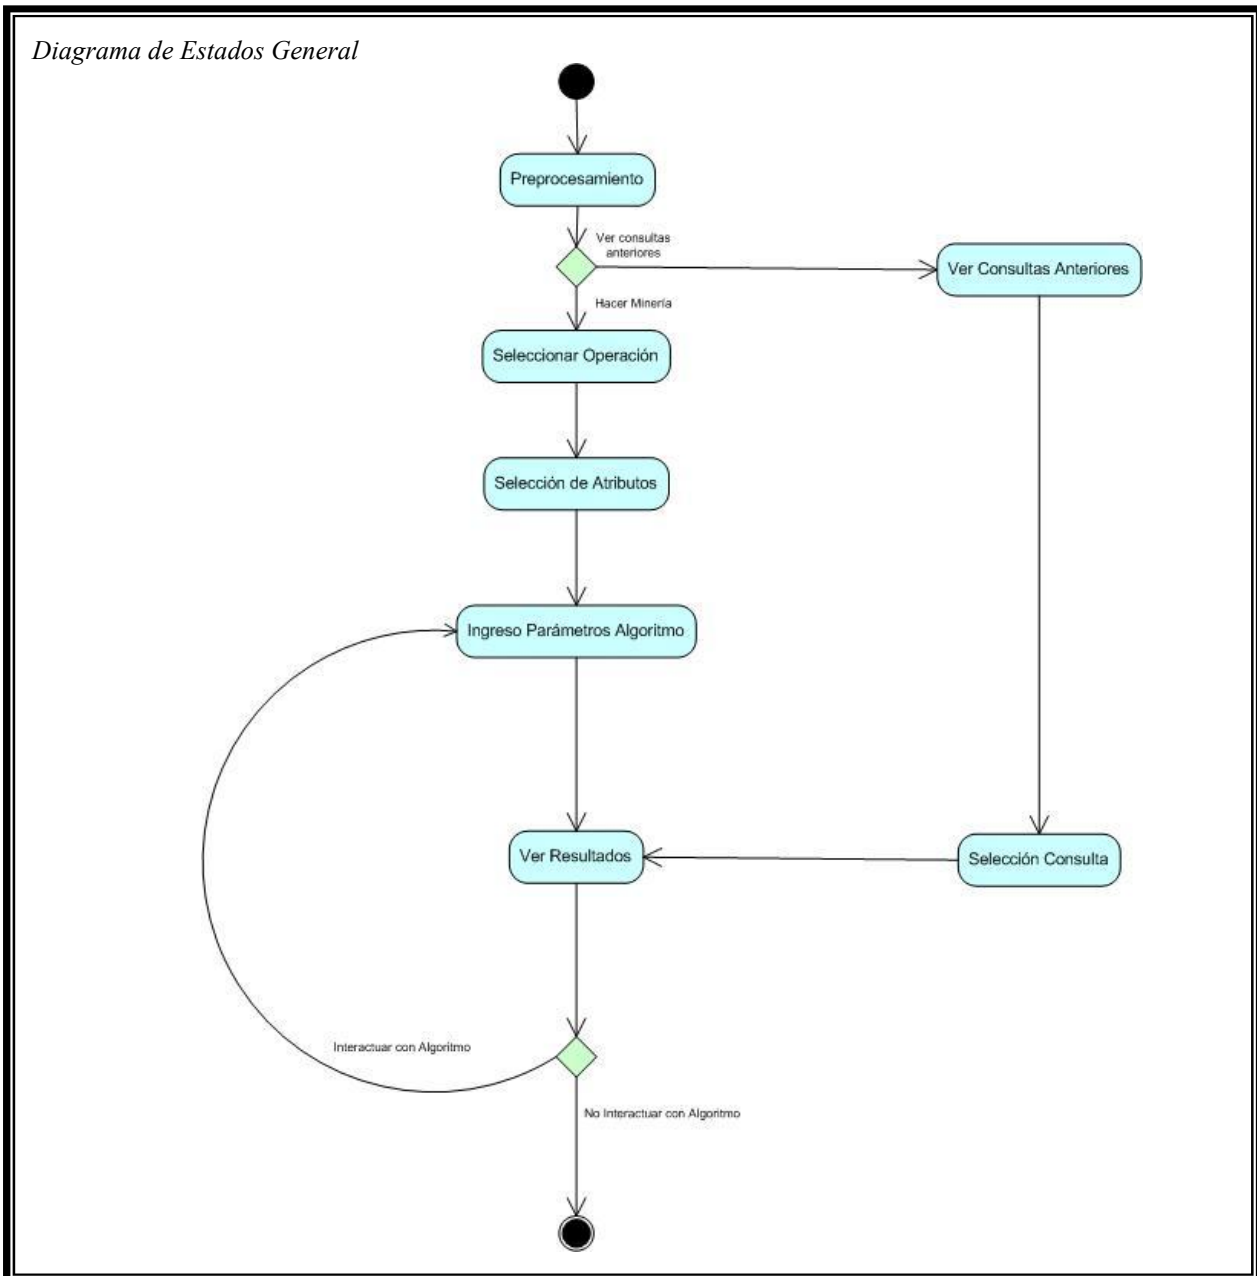 Diagrama de Estados General
Preprocesamiento
Ver consultas
anteriores
Ver Consultas Anteriores
Hacer Minería
Seleccionar Operación
Selección de Atributos
Ingreso Parámetros Algoritmo
Ver Resultados
Selección Consulta
Interactuar con Algoritmo
No Interactuar con Algoritmo